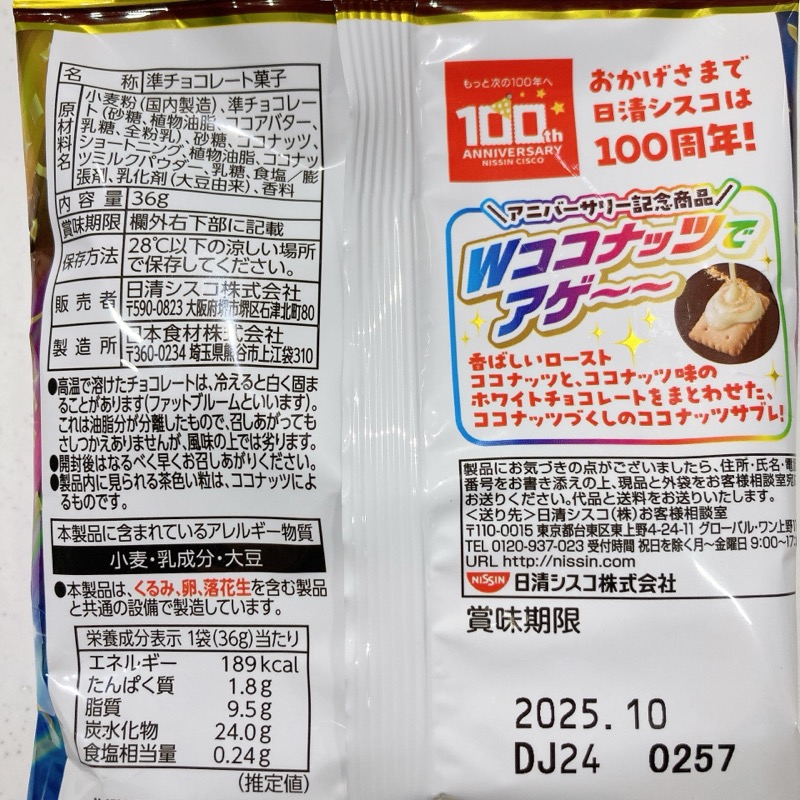 名称 準チョコレート菓子
原材料名
小麦粉(国内製造)、準チョコレー
ト(砂糖、植物油脂、ココアバター、
乳糖、全粉乳)、砂糖、ココナッツ、
ショートニング、植物油脂、ココナッ
ツミルクパウダー、乳糖、食塩／膨
張剤、乳化剤(大豆由来)、香料
内容量 36g
賞味期限 欄外右下部に記載
保存方法
28℃以下の涼しい場所
で保存してください。
販売者
日清シスコ株式会社
〒590-0823 大阪府堺市堺区石津北町80
製造所
日本食材株式会社
〒360-0234 埼玉県熊谷市上江袋310
●高温で溶けたチョコレートは、冷えると白く固ま
ることがあります(ファットブルームといいます)。
これは油脂分が分離したもので、召しあがっても
さしつかえありませんが、風味の上では劣ります。
●開封後はなるべく早くお召しあがりください。
●製品内に見られる茶色い粒は、ココナッツによ
るものです。
本製品に含まれているアレルギー物質
小麦・乳成分・大豆
●本製品は、くるみ、卵、落花生を含む製品
と共通の設備で製造しています。
栄養成分表示 1袋(36g)当たり
エネルギー 189kcal
たんぱく質 1.8g
脂質 9.5g
炭水化物 24.0g
食塩相当量 0.24g
(推定値)
もっと次の100年へ
100th
ANNIVERSARY
NISSIN CISCO
おかげさまで
日清シスコは
100周年!
アニバーサリー記念商品
Wココナッツで
アゲ〜〜
香ばしいロースト
ココナッツと、ココナッツ味の
ホワイトチョコレートをまとわせた、
ココナッツづくしのココナッツサブレ!
製品にお気づきの点がございましたら、住所・氏名・電
番号をお書き添えの上、現品と外袋をお客様相談室宛
お送りください。代品と送料をお送りいたします。
<送り先>日清シスコ(株)お客様相談室
〒110-0015 東京都台東区東上野4-24-11 グローバル・ワン上野
TEL 0120-937-023 受付時間 祝日を除く月〜金曜日 9:00〜17:
URL http://nissin.com
NISSIN 日清シスコ株式会社
賞味期限
2025.10
DJ24 0257